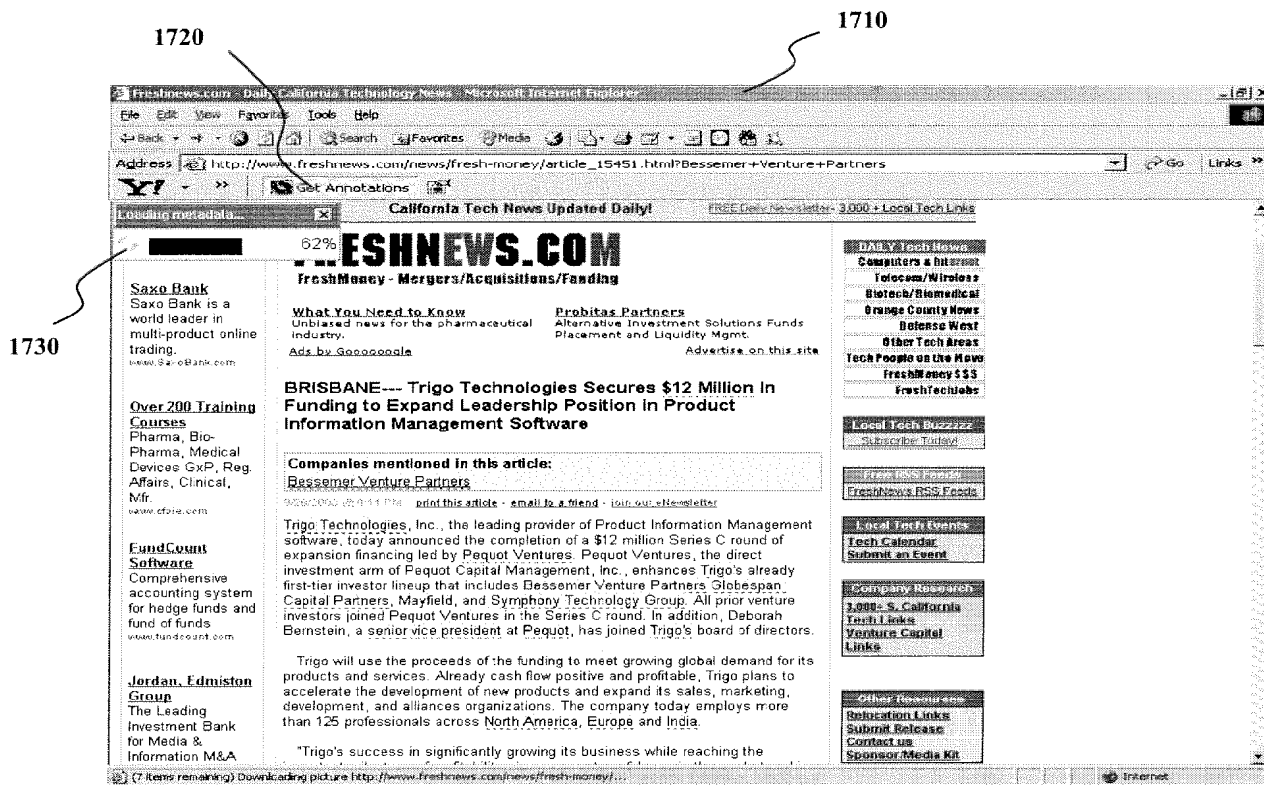 1720
1710
Freshnews.com - Daily California Technology News - Microsoft Internet Explorer
File Edit View Favorites Tools Help
Back Search Favorites Media
Address http://www.freshnews.com/news/fresh-money/article_15451.html?Bessemer+Venture+Partners Go Links »
Y! » Get Annotations
Loading metadata...
62%
1730
California Tech News Updated Daily! FREE Daily Newsletter - 3,000 + Local Tech Links
FRESHNEWS.COM
FreshMoney - Mergers/Acquisitions/Funding
What You Need to Know
Unbiased news for the pharmaceutical
industry.
Probitas Partners
Alternative Investment Solutions Funds
Placement and Liquidity Mgmt.
Ads by Goooooogle
Advertise on this site
Saxo Bank
Saxo Bank is a
world leader in
multi-product online
trading.
www.SaxoBank.com
Over 200 Training
Courses
Pharma, Bio-
Pharma, Medical
Devices GxP, Reg.
Affairs, Clinical,
Mfr.
www.cfpie.com
FundCount
Software
Comprehensive
accounting system
for hedge funds and
fund of funds
www.fundcount.com
Jordan, Edmiston
Group
The Leading
Investment Bank
for Media &
Information M&A
BRISBANE--- Trigo Technologies Secures $12 Million in
Funding to Expand Leadership Position in Product
Information Management Software
Companies mentioned in this article:
Bessemer Venture Partners
print this article - email to a friend - join our eNewsletter
Trigo Technologies, Inc., the leading provider of Product Information Management
software, today announced the completion of a $12 million Series C round of
expansion financing led by Pequot Ventures. Pequot Ventures, the direct
investment arm of Pequot Capital Management, Inc., enhances Trigo's already
first-tier investor lineup that includes Bessemer Venture Partners Globespan
Capital Partners, Mayfield, and Symphony Technology Group. All prior venture
investors joined Pequot Ventures in the Series C round. In addition, Deborah
Bernstein, a senior vice president at Pequot, has joined Trigo's board of directors.
Trigo will use the proceeds of the funding to meet growing global demand for its
products and services. Already cash flow positive and profitable, Trigo plans to
accelerate the development of new products and expand its sales, marketing,
development, and alliances organizations. The company today employs more
than 125 professionals across North America, Europe and India.
"Trigo's success in significantly growing its business while reaching the
DAILY Tech News
Computers & Internet
Telecom/Wireless
Biotech/Biomedical
Orange County News
Defense West
Other Tech Areas
Tech People on the Move
FreshMoney $$$
FreshTechJobs
Local Tech Buzzzzz
Subscribe Today!
Free RSS Feeds
FreshNews RSS Feeds
Local Tech Events
Tech Calendar
Submit an Event
Company Research
3,000+ S. California
Tech Links
Venture Capital
Links
Other Resources
Relocation Links
Submit Release
Contact us
Sponsor/Media Kit
(7 items remaining) Downloading picture http://www.freshnews.com/news/fresh-money/... Internet